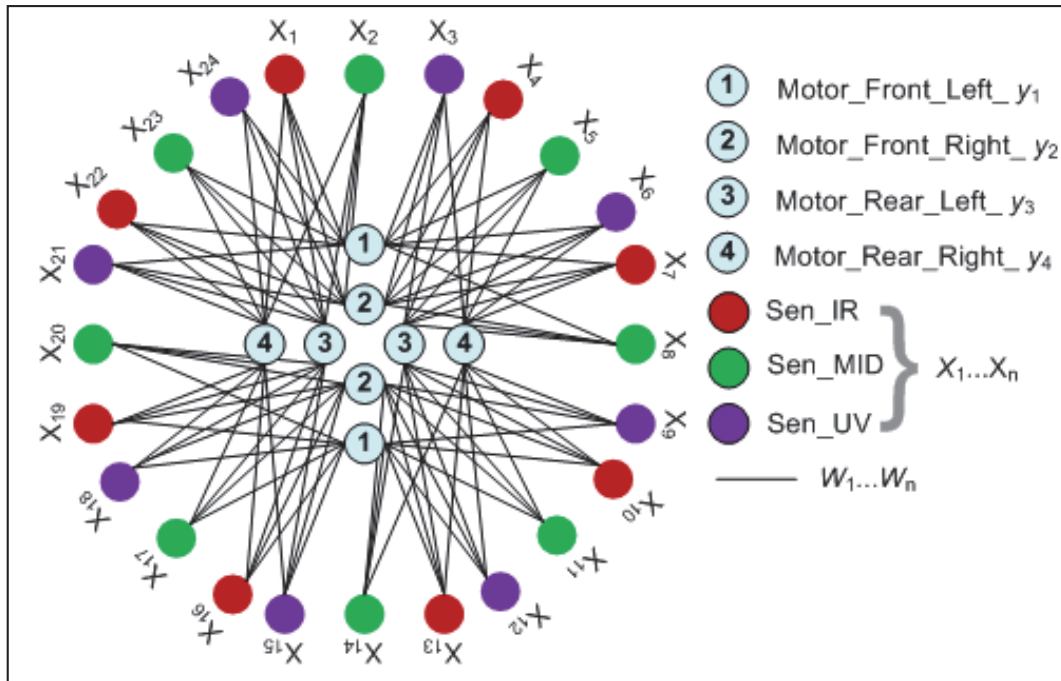 X1
X2
X3
X4
X5
X6
X7
X8
X9
X10
X11
X12
X13
X14
X15
X16
X17
X18
X19
X20
X21
X22
X23
X24
1
2
4
3
3
4
2
1
1 Motor_Front_Left_ y1
2 Motor_Front_Right_ y2
3 Motor_Rear_Left_ y3
4 Motor_Rear_Right_ y4
Sen_IR
Sen_MID
Sen_UV
X1...Xn
W1...Wn